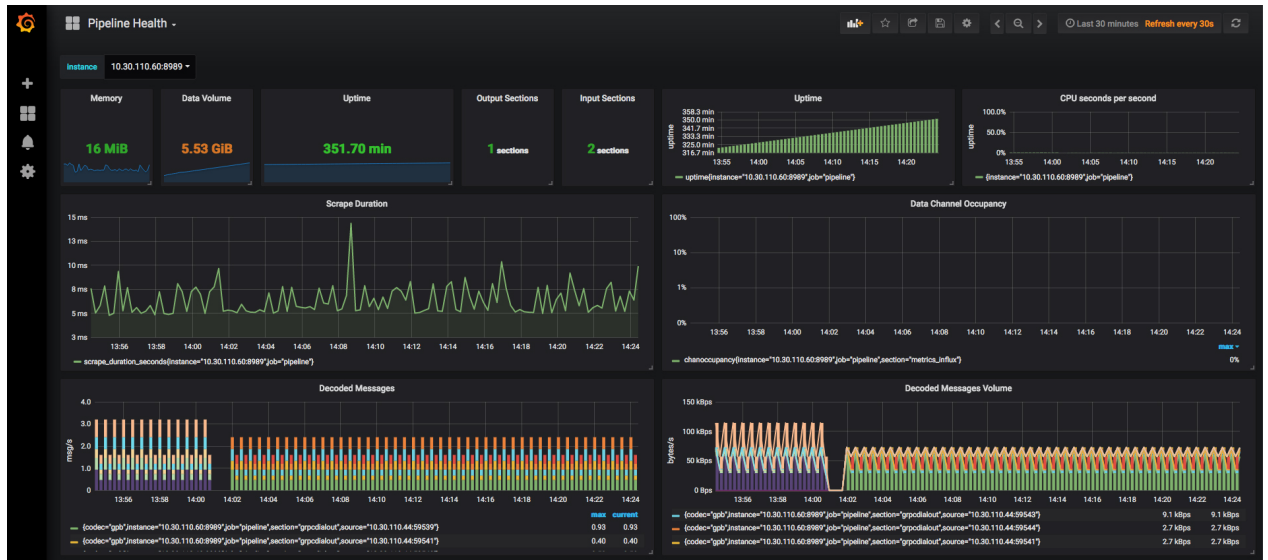 Pipeline Health
Last 30 minutes Refresh every 30s
instance 10.30.110.60:8989
Memory
16 MiB
Data Volume
5.53 GiB
Uptime
351.70 min
Output Sections
1 sections
Input Sections
2 sections
Uptime
uptime
358.3 min
350.0 min
341.7 min
333.3 min
325.0 min
316.7 min
13:55 14:00 14:05 14:10 14:15 14:20
uptime{instance="10.30.110.60:8989",job="pipeline"}
CPU seconds per second
uptime
100.0%
50.0%
0%
13:55 14:00 14:05 14:10 14:15 14:20
{instance="10.30.110.60:8989",job="pipeline"}
Scrape Duration
15 ms
13 ms
10 ms
8 ms
5 ms
3 ms
13:56 13:58 14:00 14:02 14:04 14:06 14:08 14:10 14:12 14:14 14:16 14:18 14:20 14:22 14:24
scrape_duration_seconds{instance="10.30.110.60:8989",job="pipeline"}
Data Channel Occupancy
100%
10%
1%
0%
13:56 13:58 14:00 14:02 14:04 14:06 14:08 14:10 14:12 14:14 14:16 14:18 14:20 14:22 14:24
max
chanoccupancy{instance="10.30.110.60:8989",job="pipeline",section="metrics_influx"} 0%
Decoded Messages
msg/s
4.0
3.0
2.0
1.0
0
13:56 13:58 14:00 14:02 14:04 14:06 14:08 14:10 14:12 14:14 14:16 14:18 14:20 14:22 14:24
max current
{codec="gpb",instance="10.30.110.60:8989",job="pipeline",section="grpcdialout",source="10.30.110.44:59539"} 0.93 0.93
{codec="gpb",instance="10.30.110.60:8989",job="pipeline",section="grpcdialout",source="10.30.110.44:59541"} 0.40 0.40
Decoded Messages Volume
bytes/s
150 kBps
100 kBps
50 kBps
0 Bps
13:56 13:58 14:00 14:02 14:04 14:06 14:08 14:10 14:12 14:14 14:16 14:18 14:20 14:22 14:24
{codec="gpb",instance="10.30.110.60:8989",job="pipeline",section="grpcdialout",source="10.30.110.44:59543"} 9.1 kBps 9.1 kBps
{codec="gpb",instance="10.30.110.60:8989",job="pipeline",section="grpcdialout",source="10.30.110.44:59544"} 2.7 kBps 2.7 kBps
{codec="gpb",instance="10.30.110.60:8989",job="pipeline",section="grpcdialout",source="10.30.110.44:59541"} 2.7 kBps 2.7 kBps